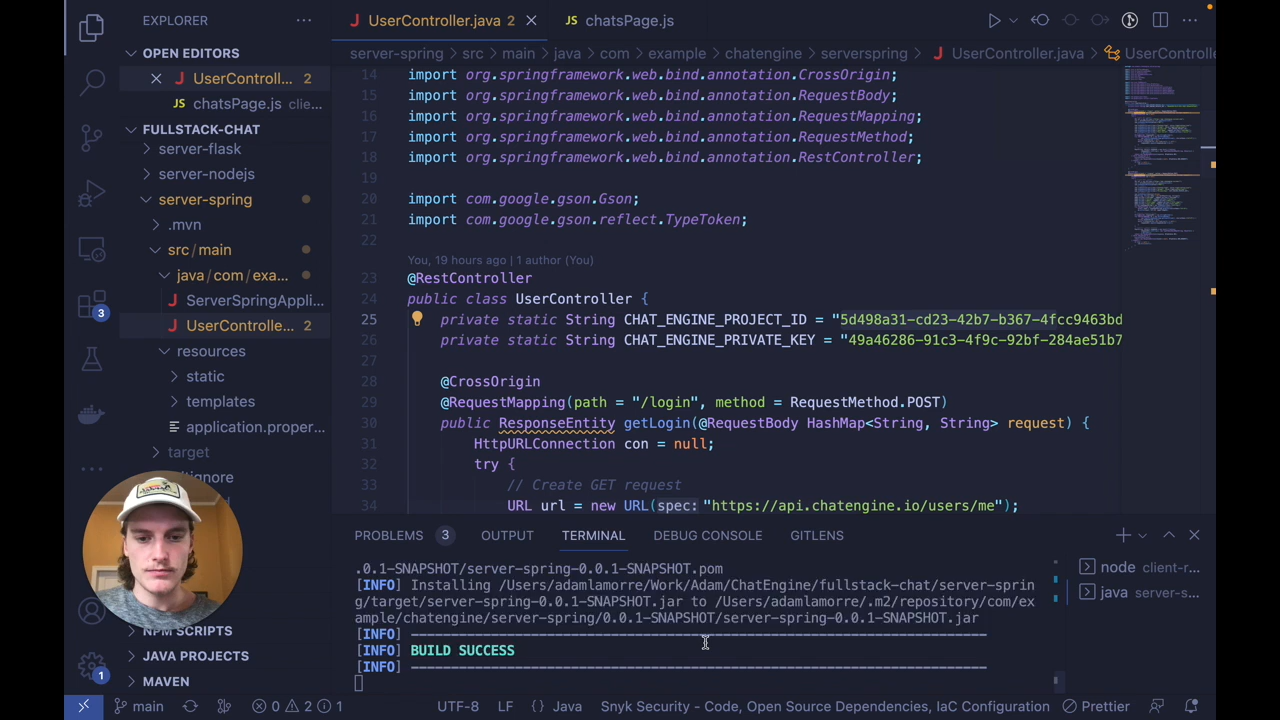 EXPLORER
OPEN EDITORS
UserControll... 2
chatsPage.js clie...
FULLSTACK-CHAT
server-flask
server-nodejs
server-spring
.mvn
src/main
java/com/exa...
ServerSpringAppli...
UserControlle... 2
resources
static
templates
application.proper...
target
itignore
NPM SCRIPTS
JAVA PROJECTS
MAVEN
3
1
UserController.java 2
chatsPage.js
server-spring > src > main > java > com > example > chatengine > serverspring > UserController.java > UserControlle
14 import org.springframework.web.bind.annotation.CrossOrigin;
15 import org.springframework.web.bind.annotation.RequestBody;
16 import org.springframework.web.bind.annotation.RequestMapping;
17 import org.springframework.web.bind.annotation.RequestMethod;
18 import org.springframework.web.bind.annotation.RestController;
19
20 import com.google.gson.Gson;
21 import com.google.gson.reflect.TypeToken;
22
You, 19 hours ago | 1 author (You)
23 @RestController
24 public class UserController {
25 private static String CHAT_ENGINE_PROJECT_ID = "5d498a31-cd23-42b7-b367-4fcc9463bd
26 private static String CHAT_ENGINE_PRIVATE_KEY = "49a46286-91c3-4f9c-92bf-284ae51b7
27
28 @CrossOrigin
29 @RequestMapping(path = "/login", method = RequestMethod.POST)
30 public ResponseEntity getLogin(@RequestBody HashMap<String, String> request) {
31 HttpURLConnection con = null;
32 try {
33 // Create GET request
34 URL url = new URL(spec: "https://api.chatengine.io/users/me");
PROBLEMS 3 OUTPUT TERMINAL DEBUG CONSOLE GITLENS
.0.1-SNAPSHOT/server-spring-0.0.1-SNAPSHOT.pom
[INFO] Installing /Users/adamlamorre/Work/Adam/ChatEngine/fullstack-chat/server-sprin
g/target/server-spring-0.0.1-SNAPSHOT.jar to /Users/adamlamorre/.m2/repository/com/ex
ample/chatengine/server-spring/0.0.1-SNAPSHOT/server-spring-0.0.1-SNAPSHOT.jar
[INFO] ------------------------------------------------------------------------
[INFO] BUILD SUCCESS
[INFO] ------------------------------------------------------------------------
node client-r...
java server-s...
main 0 2 1 UTF-8 LF {} Java Snyk Security - Code, Open Source Dependencies, IaC Configuration Prettier